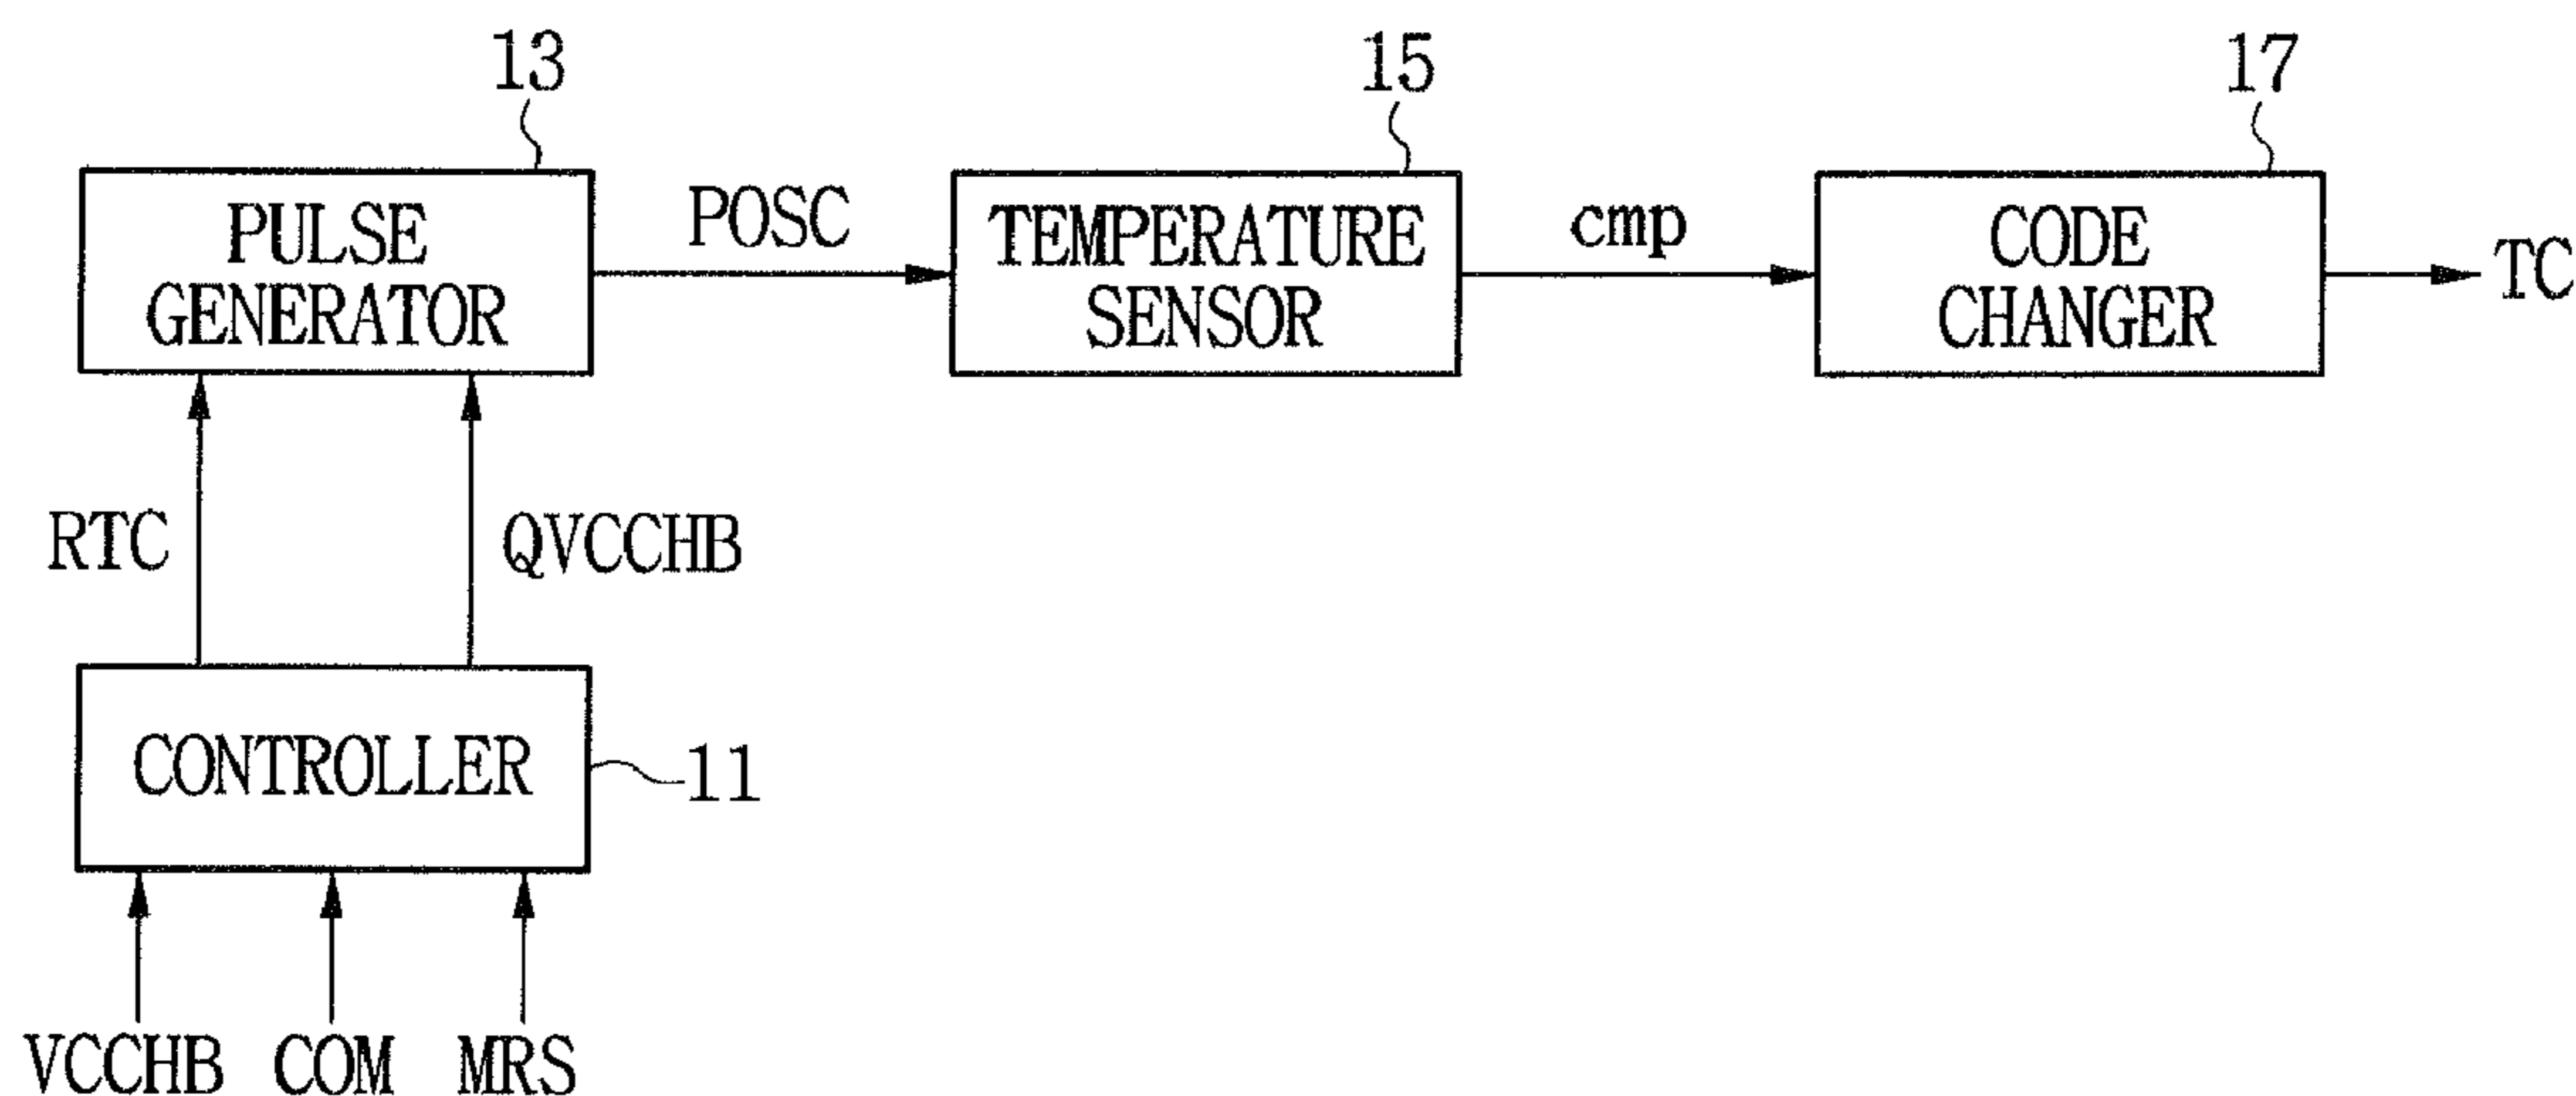 13
15
17
PULSE
GENERATOR
POSC
TEMPERATURE
SENSOR
cmp
CODE
CHANGER
TC
RTC
QVCCHB
CONTROLLER
11
VCCHB
COM
MRS